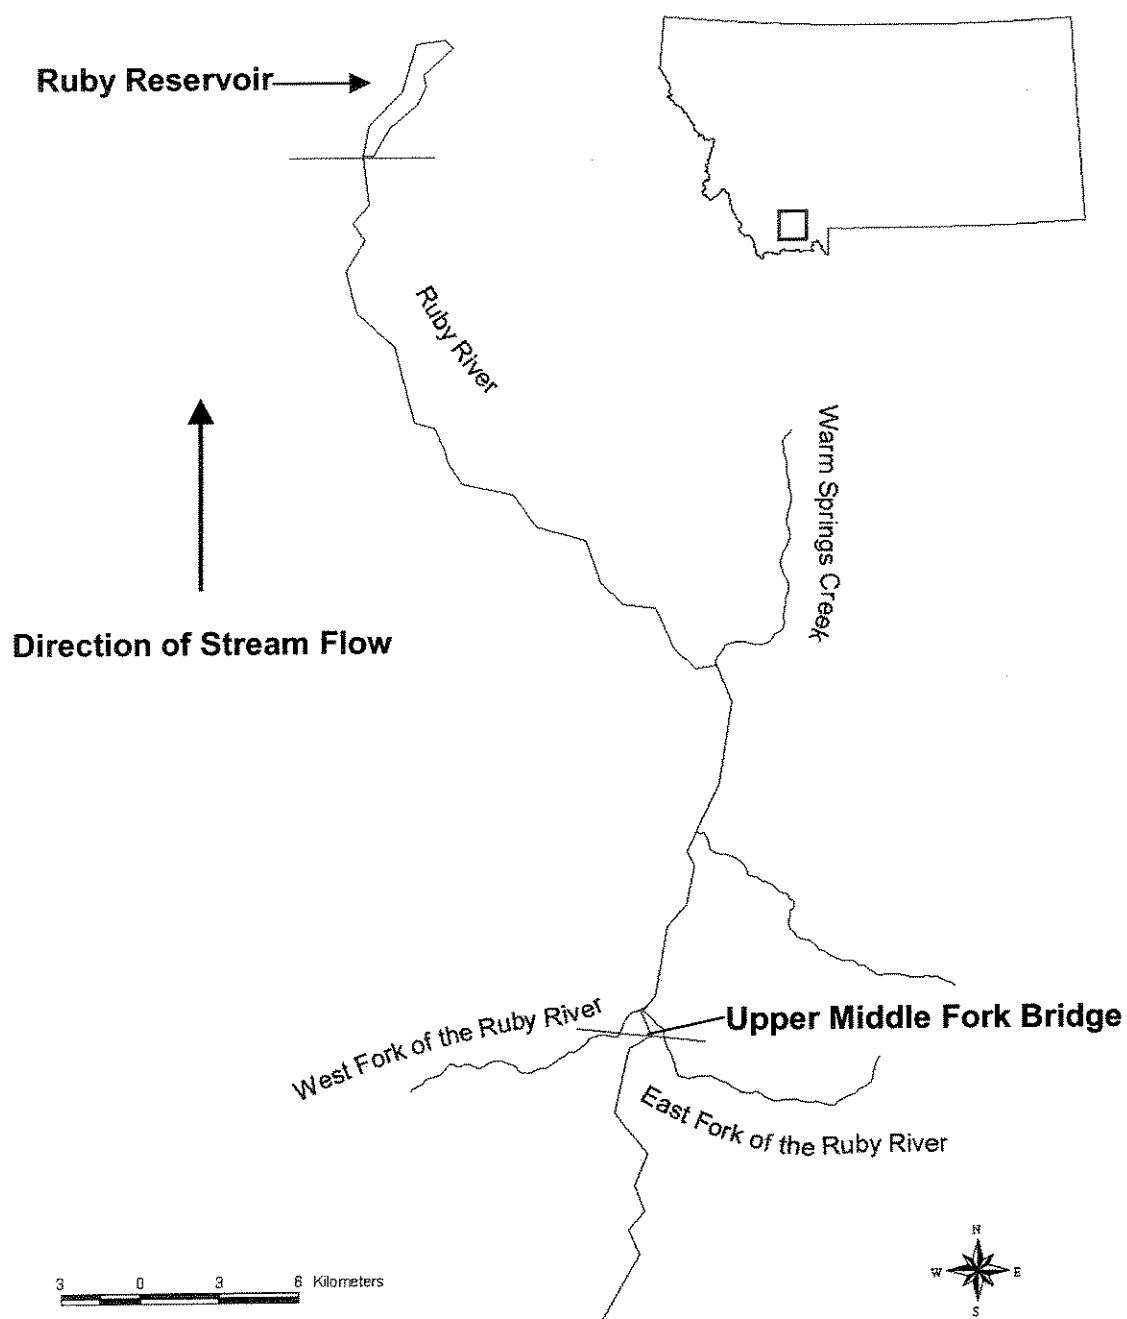 Ruby Reservoir
Ruby River
Warm Springs Creek
Direction of Stream Flow
West Fork of the Ruby River
Upper Middle Fork Bridge
East Fork of the Ruby River
3 0 3 6 Kilometers
N
W E
S